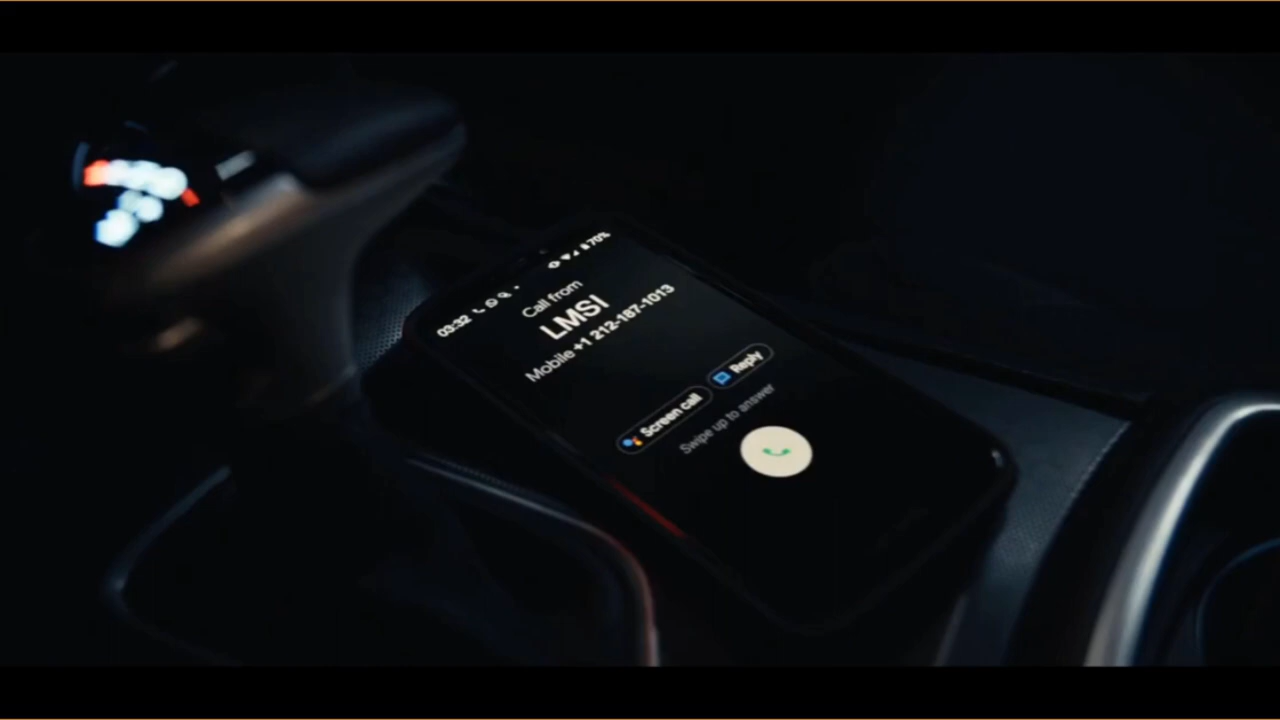 03:32
70%
Call from
LMSI
Mobile +1 212-187-1013
Screen call
Reply
Swipe up to answer